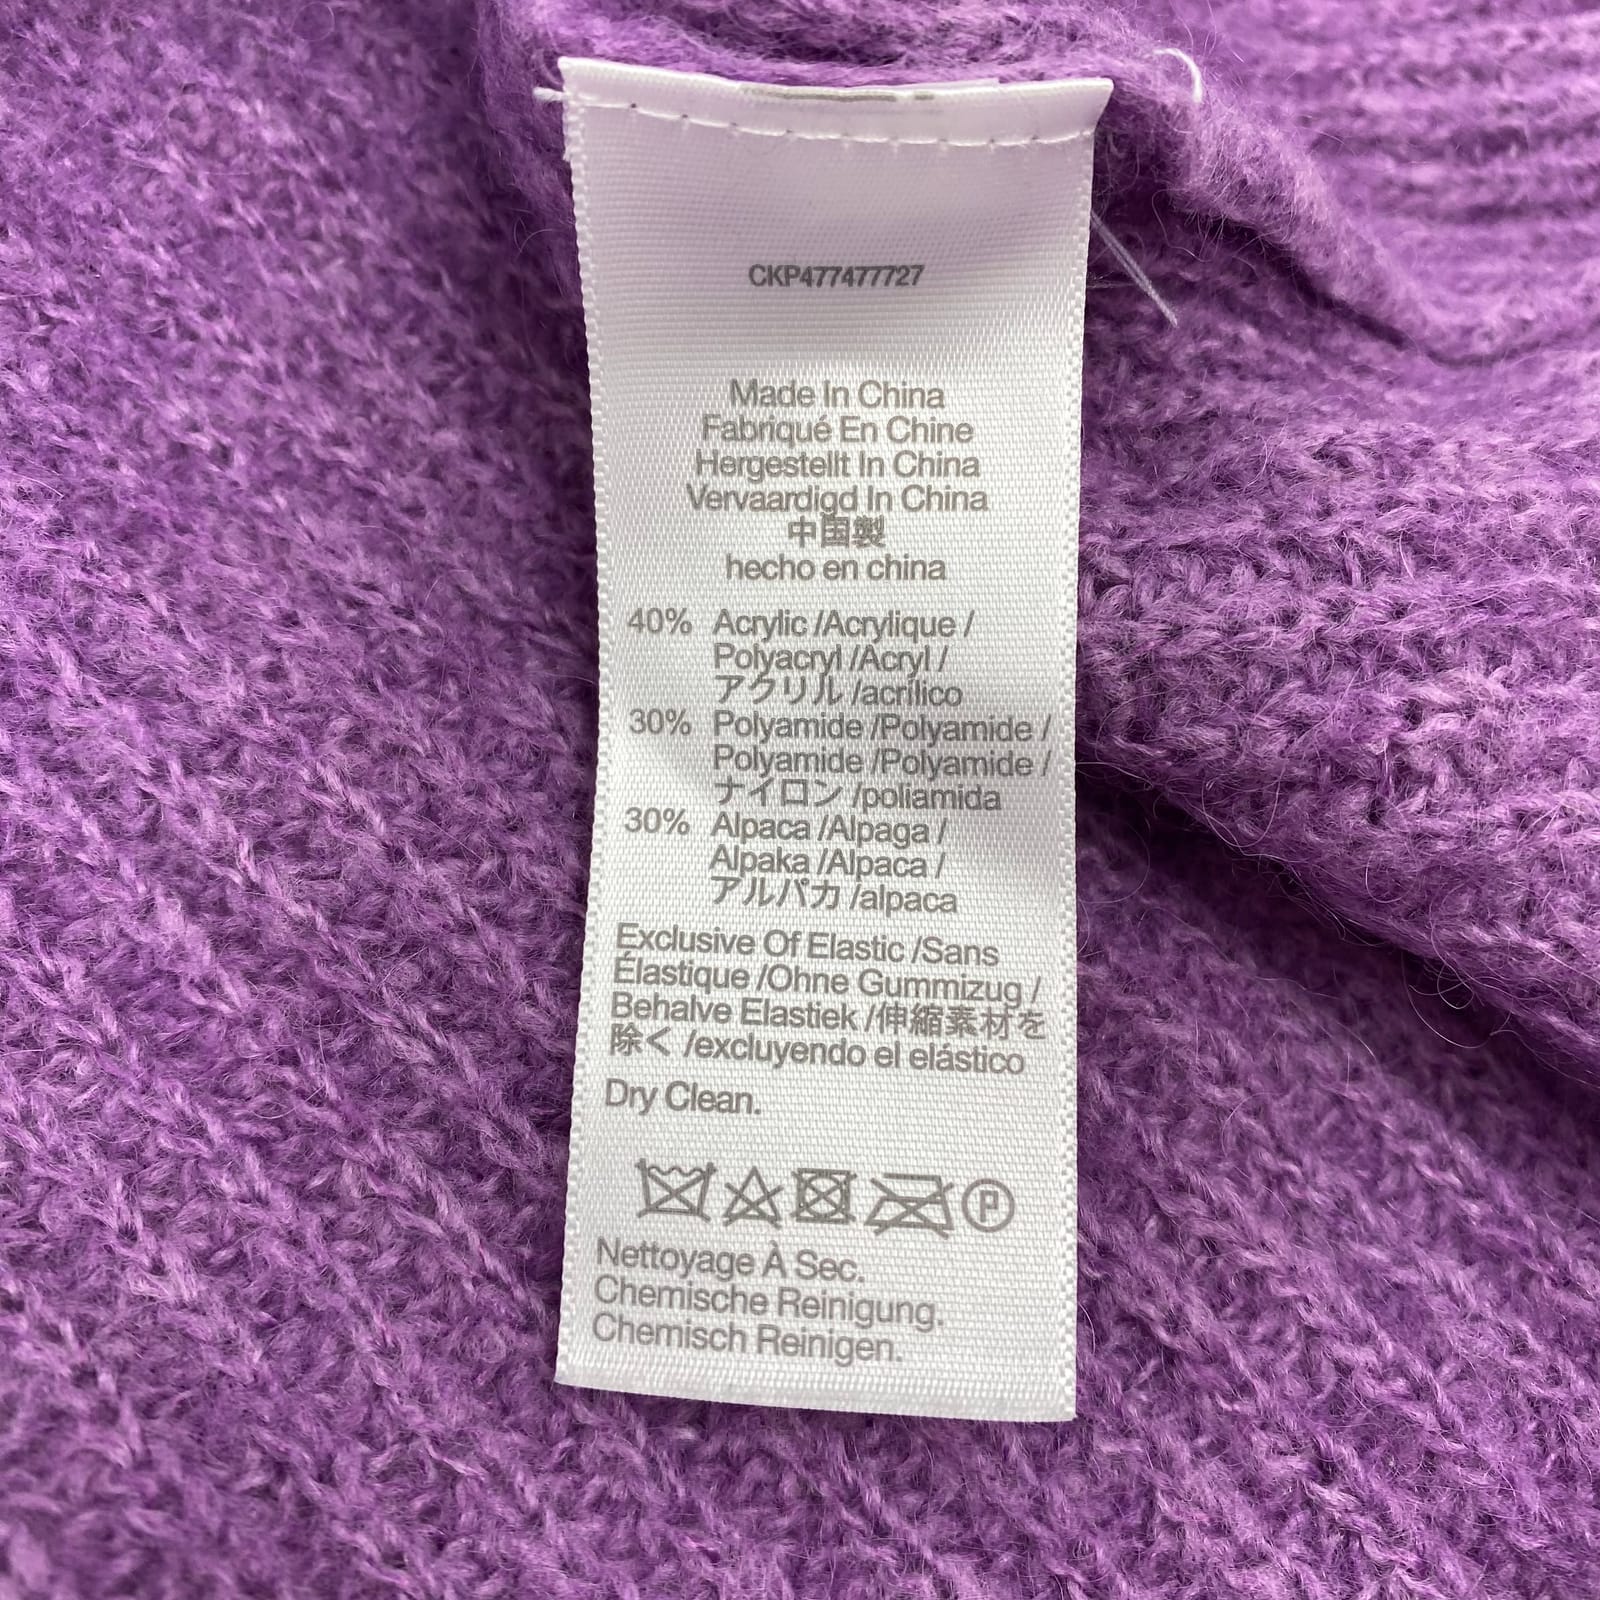 CKP477477727
Made In China
Fabriqué En Chine
Hergestellt In China
Vervaardigd In China
中国製
hecho en china
40% Acrylic /Acrylique /
Polyacryl /Acryl /
アクリル /acrílico
30% Polyamide /Polyamide /
Polyamide /Polyamide /
ナイロン /poliamida
30% Alpaca /Alpaga /
Alpaka /Alpaca /
アルパカ /alpaca
Exclusive Of Elastic /Sans
Élastique /Ohne Gummizug /
Behalve Elastiek /伸縮素材を
除く /excluyendo el elástico
Dry Clean.
P
Nettoyage À Sec.
Chemische Reinigung.
Chemisch Reinigen.